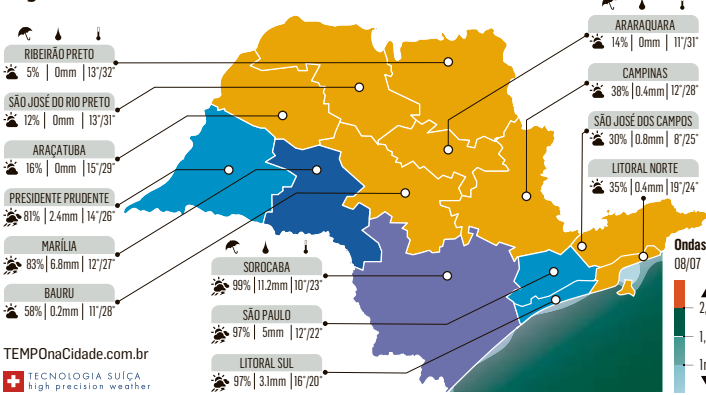 RIBEIRÃO PRETO
5% | 0mm | 13°/32°
SÃO JOSÉ DO RIO PRETO
12% | 0mm | 13°/31°
ARAÇATUBA
16% | 0mm | 15°/29°
PRESIDENTE PRUDENTE
81% | 2.4mm | 14°/26°
MARÍLIA
83% | 6.8mm | 12°/27°
BAURU
58% | 0.2mm | 11°/28°
SOROCABA
99% | 11.2mm | 10°/23°
SÃO PAULO
97% | 5mm | 12°/22°
LITORAL SUL
97% | 3.1mm | 16°/20°
ARARAQUARA
14% | 0mm | 11°/31°
CAMPINAS
38% | 0.4mm | 12°/28°
SÃO JOSÉ DOS CAMPOS
30% | 0.8mm | 8°/25°
LITORAL NORTE
35% | 0.4mm | 19°/24°
Ondas
08/07
TEMPOnaCidade.com.br
TECNOLOGIA SUÍÇA
high precision weather